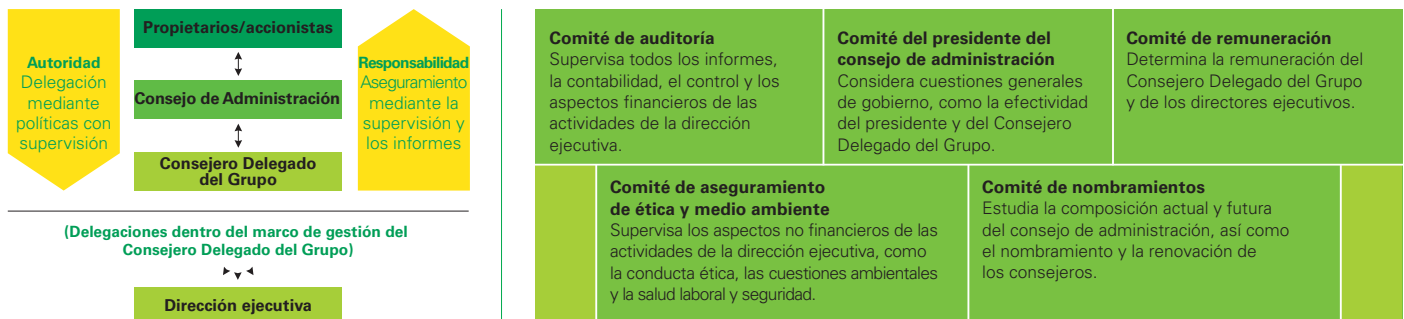 Propietarios/accionistas
Autoridad
Delegación
mediante
políticas con
supervisión
Responsabilidad
Aseguramiento
mediante la
supervisión y
los informes
Consejo de Administración
Consejero Delegado
del Grupo
(Delegaciones dentro del marco de gestión del
Consejero Delegado del Grupo)
Dirección ejecutiva
Comité de auditoría
Supervisa todos los informes,
la contabilidad, el control y los
aspectos financieros de las
actividades de la dirección
ejecutiva.
Comité del presidente del
consejo de administración
Considera cuestiones generales
de gobierno, como la efectividad
del presidente y del Consejero
Delegado del Grupo.
Comité de remuneración
Determina la remuneración del
Consejero Delegado del Grupo
y de los directores ejecutivos.
Comité de aseguramiento
de ética y medio ambiente
Supervisa los aspectos no financieros de las
actividades de la dirección ejecutiva, como
la conducta ética, las cuestiones ambientales
y la salud laboral y seguridad.
Comité de nombramientos
Estudia la composición actual y futura
del consejo de administración, así como
el nombramiento y la renovación de
los consejeros.